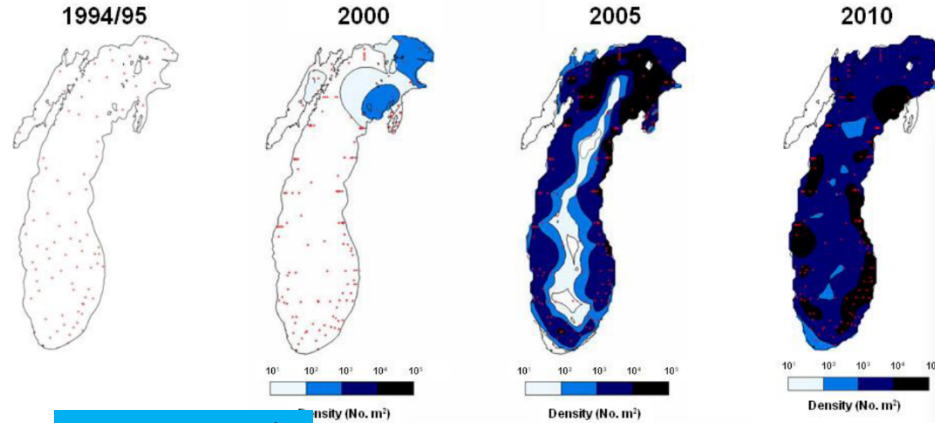 1994/95 2000 2005 2010
10¹ 10² 10³ 10⁴ 10⁵ 10¹ 10² 10³ 10⁴ 10⁵ 10¹ 10² 10³ 10⁴
Density (No. m²) Density (No. m²) Density (No. m²)